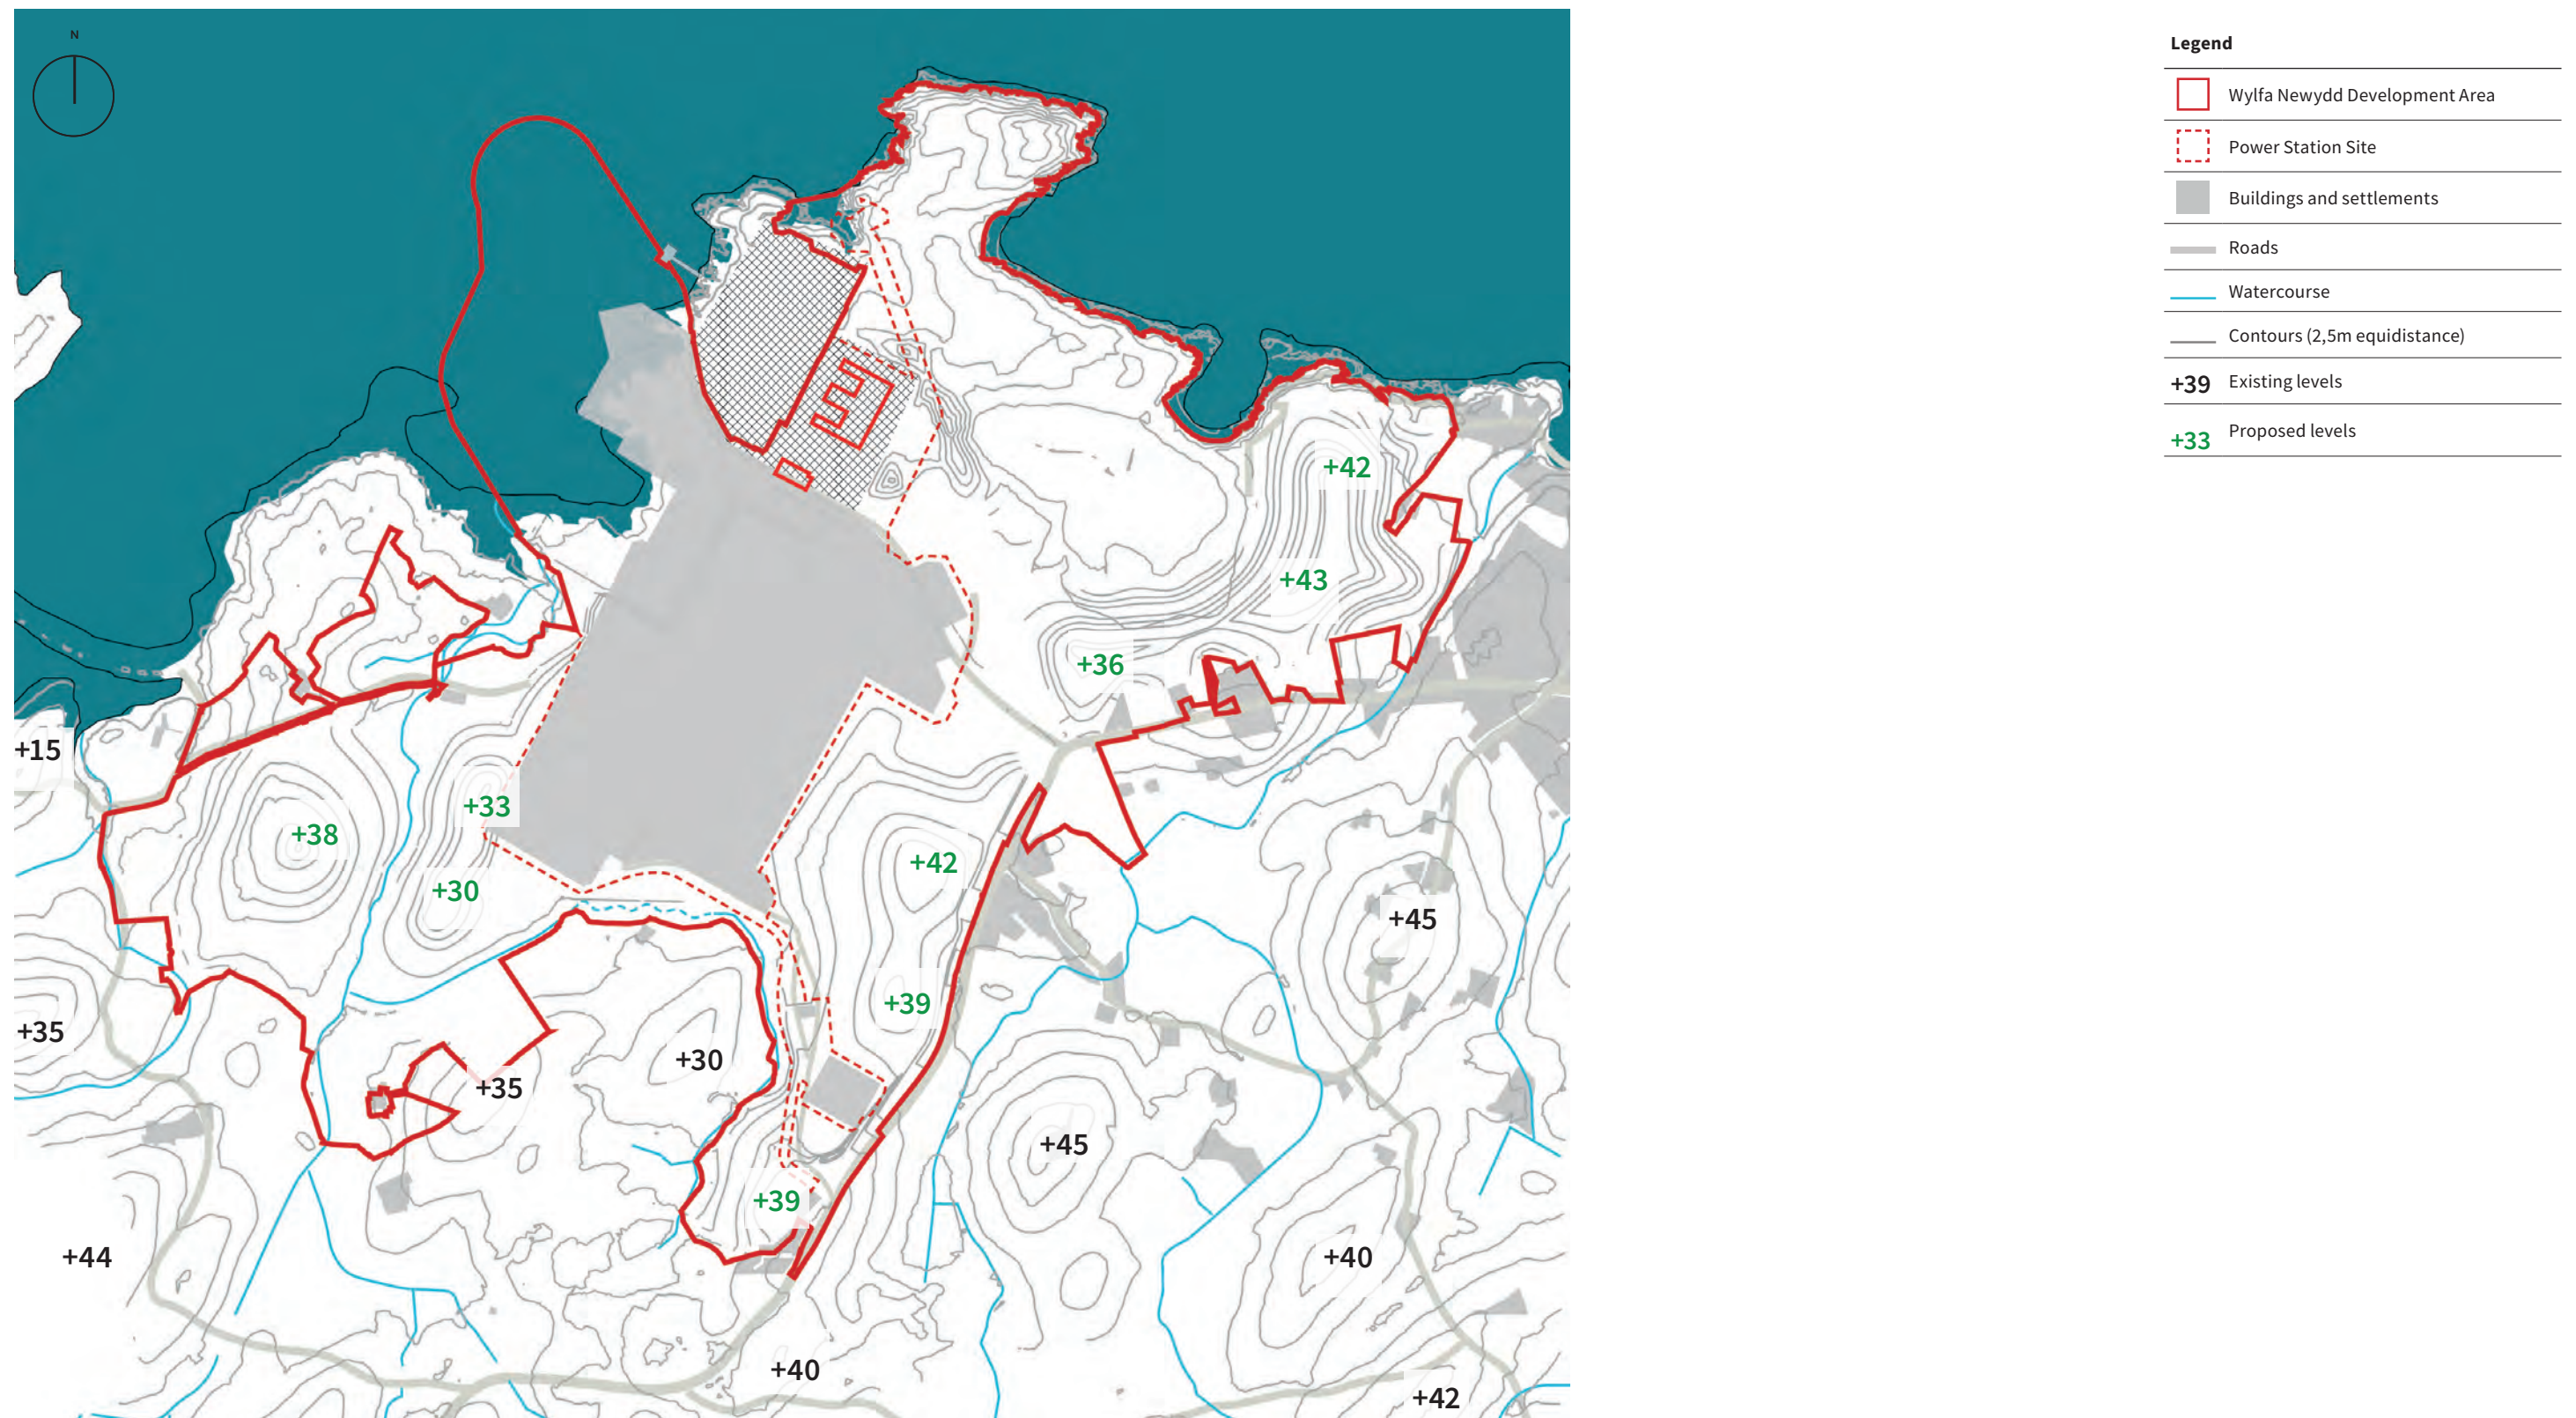 N
+42
+43
+36
+15
+33
+38
+42
+30
+45
+39
+35
+30
+35
+45
+39
+44
+40
+40
+42
Legend
Wylfa Newydd Development Area
Power Station Site
Buildings and settlements
Roads
Watercourse
Contours (2,5m equidistance)
+39 Existing levels
+33 Proposed levels